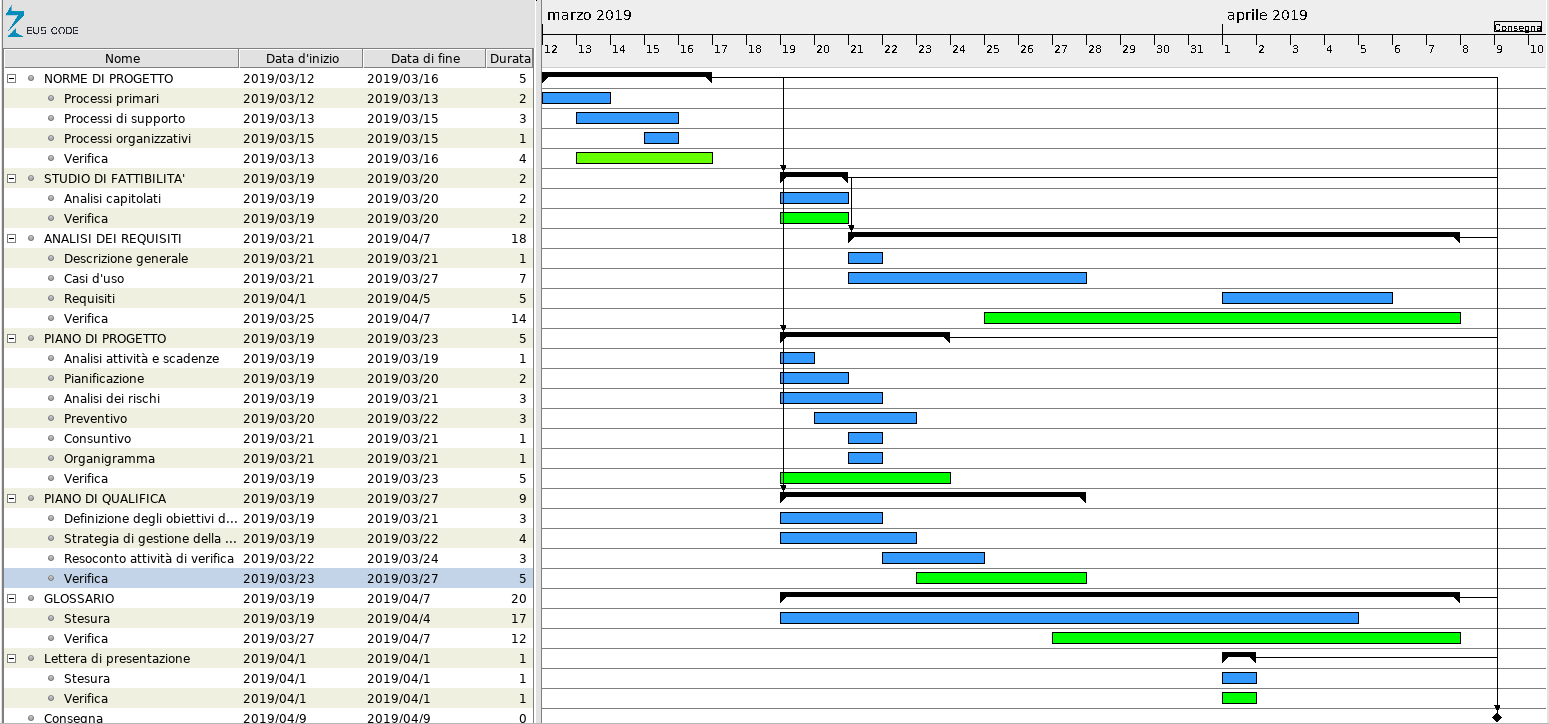 EUS CODE
marzo 2019 aprile 2019
Consegna
12 13 14 15 16 17 18 19 20 21 22 23 24 25 26 27 28 29 30 31 1 2 3 4 5 6 7 8 9 10
Nome Data d'inizio Data di fine Durata
NORME DI PROGETTO 2019/03/12 2019/03/16 5
Processi primari 2019/03/12 2019/03/13 2
Processi di supporto 2019/03/13 2019/03/15 3
Processi organizzativi 2019/03/15 2019/03/15 1
Verifica 2019/03/13 2019/03/16 4
STUDIO DI FATTIBILITA' 2019/03/19 2019/03/20 2
Analisi capitolati 2019/03/19 2019/03/20 2
Verifica 2019/03/19 2019/03/20 2
ANALISI DEI REQUISITI 2019/03/21 2019/04/7 18
Descrizione generale 2019/03/21 2019/03/21 1
Casi d'uso 2019/03/21 2019/03/27 7
Requisiti 2019/04/1 2019/04/5 5
Verifica 2019/03/25 2019/04/7 14
PIANO DI PROGETTO 2019/03/19 2019/03/23 5
Analisi attività e scadenze 2019/03/19 2019/03/19 1
Pianificazione 2019/03/19 2019/03/20 2
Analisi dei rischi 2019/03/19 2019/03/21 3
Preventivo 2019/03/20 2019/03/22 3
Consuntivo 2019/03/21 2019/03/21 1
Organigramma 2019/03/21 2019/03/21 1
Verifica 2019/03/19 2019/03/23 5
PIANO DI QUALIFICA 2019/03/19 2019/03/27 9
Definizione degli obiettivi d... 2019/03/19 2019/03/21 3
Strategia di gestione della ... 2019/03/19 2019/03/22 4
Resoconto attività di verifica 2019/03/22 2019/03/24 3
Verifica 2019/03/23 2019/03/27 5
GLOSSARIO 2019/03/19 2019/04/7 20
Stesura 2019/03/19 2019/04/4 17
Verifica 2019/03/27 2019/04/7 12
Lettera di presentazione 2019/04/1 2019/04/1 1
Stesura 2019/04/1 2019/04/1 1
Verifica 2019/04/1 2019/04/1 1
Consegna 2019/04/9 2019/04/9 0